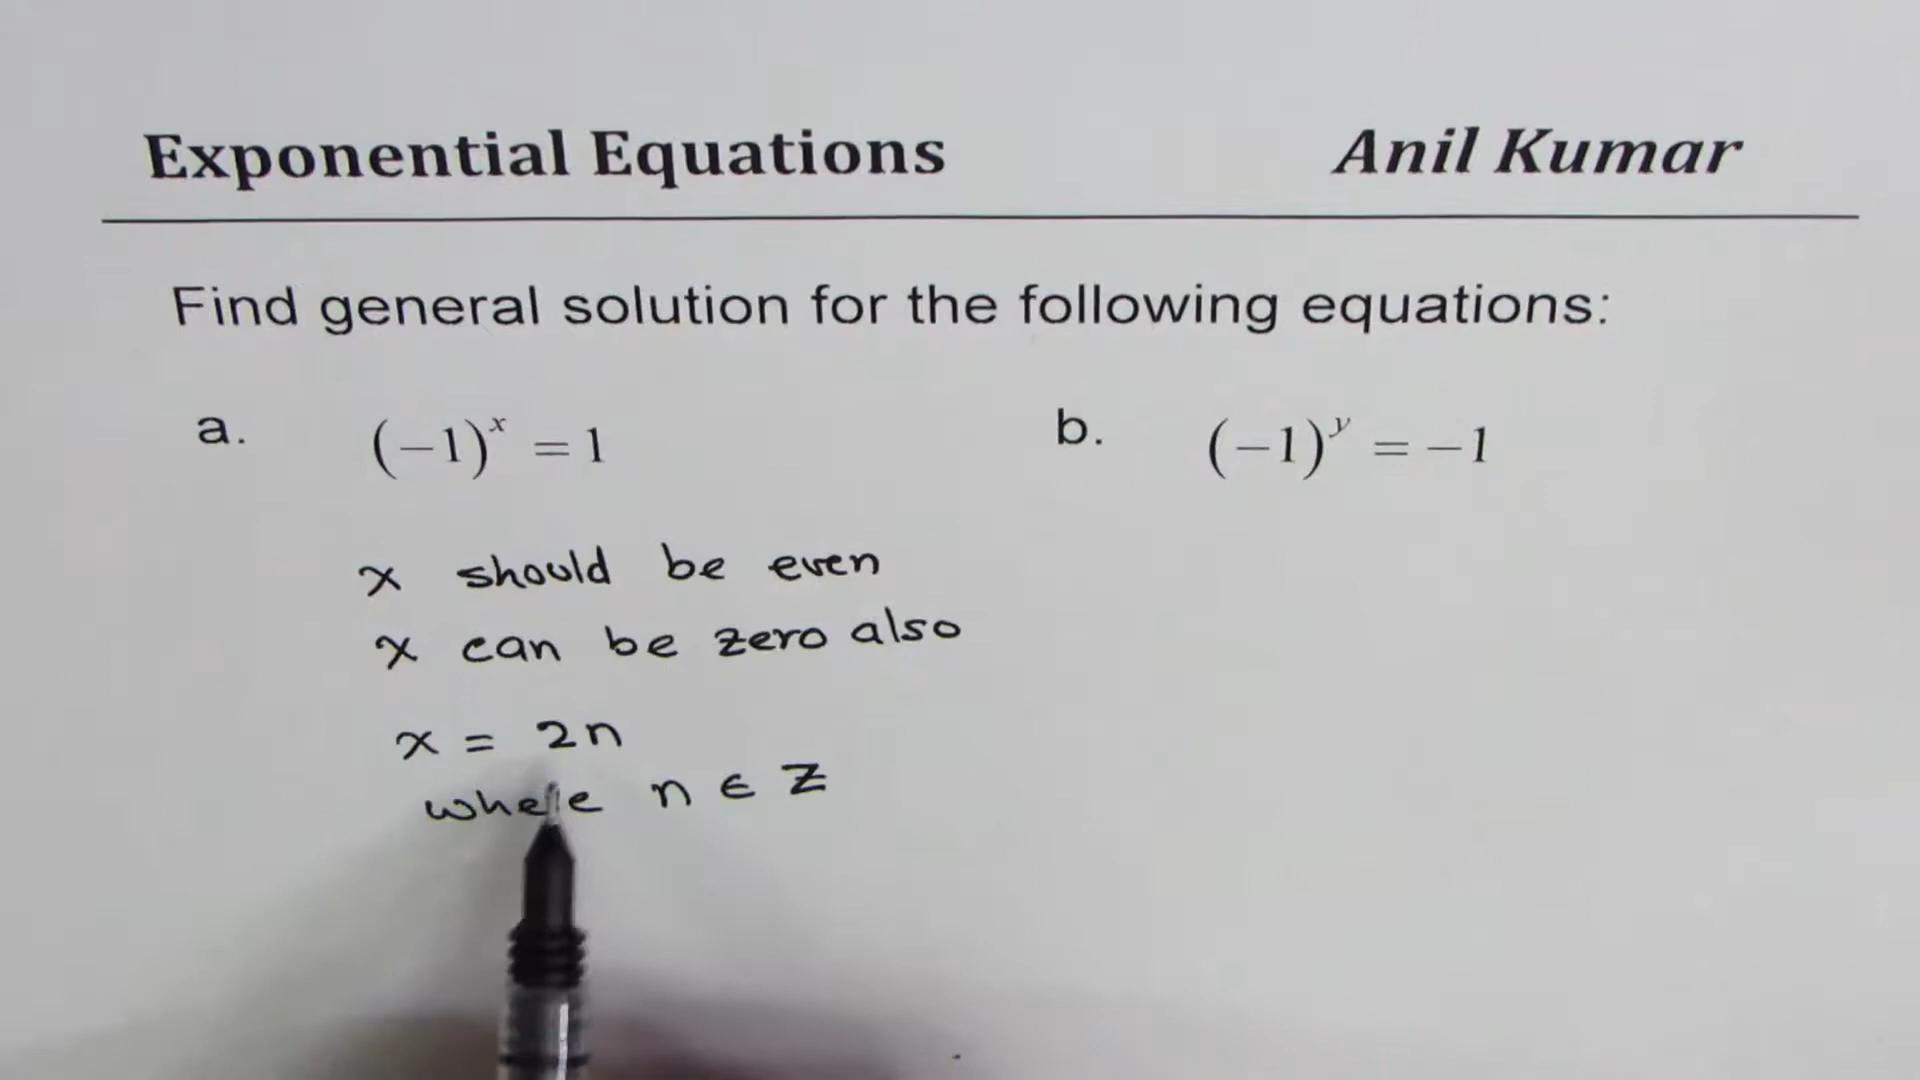 Exponential Equations Anil Kumar
Find general solution for the following equations:
a. (−1)^x = 1 b. (−1)^y = −1
x should be even
x can be zero also
x = 2n
where n ∈ Z